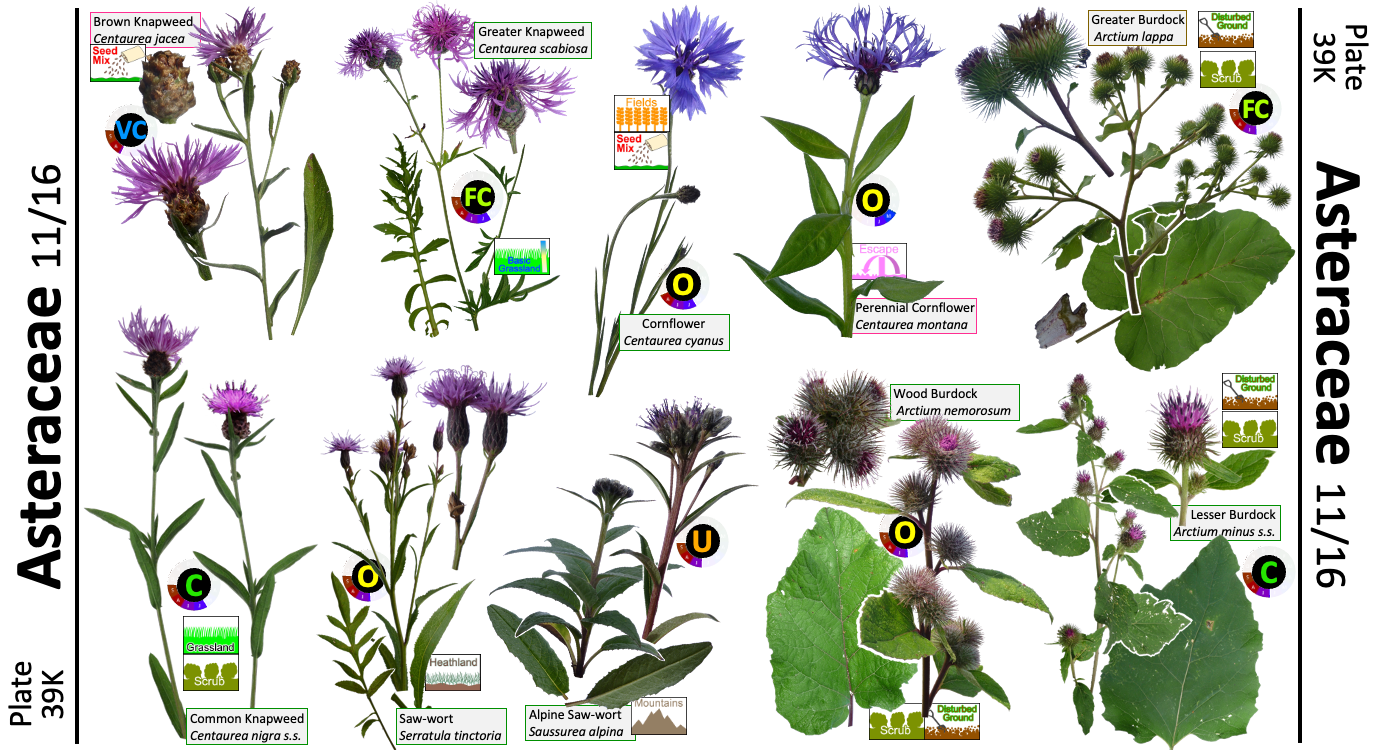 Plate
39K
Asteraceae 11/16
Brown Knapweed
Centaurea jacea
Seed
Mix
VC
Greater Knapweed
Centaurea scabiosa
FC
Basic
Grassland
Fields
Seed
Mix
O
Cornflower
Centaurea cyanus
O
Escape
Perennial Cornflower
Centaurea montana
Greater Burdock
Arctium lappa
Disturbed
Ground
Scrub
FC
C
Grassland
Scrub
Common Knapweed
Centaurea nigra s.s.
O
Heathland
Saw-wort
Serratula tinctoria
U
Alpine Saw-wort
Saussurea alpina
Mountains
Wood Burdock
Arctium nemorosum
O
Scrub
Disturbed
Ground
Disturbed
Ground
Scrub
Lesser Burdock
Arctium minus s.s.
C
Plate
39K
Asteraceae 11/16